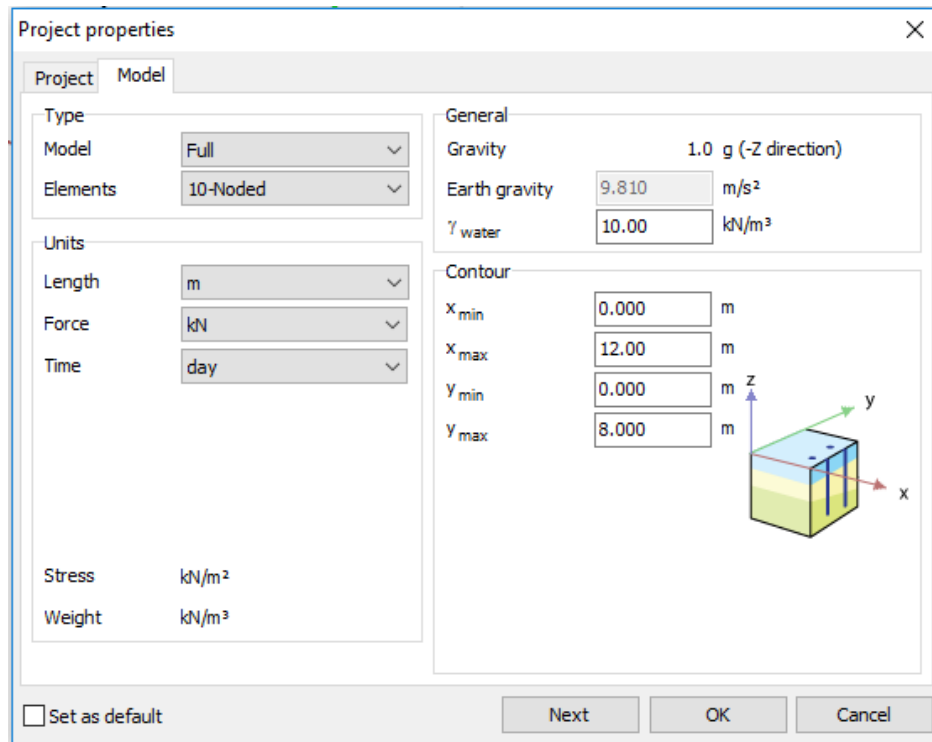 Project properties
Project Model
Type
Model Full
Elements 10-Noded
Units
Length m
Force kN
Time day
Stress kN/m²
Weight kN/m³
General
Gravity 1.0 g (-Z direction)
Earth gravity 9.810 m/s²
γ water 10.00 kN/m³
Contour
x min 0.000 m
x max 12.00 m
y min 0.000 m
y max 8.000 m
z
y
x
Set as default
Next OK Cancel